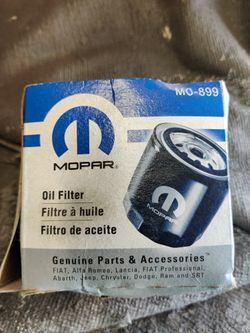 MO-899
MOPAR®
Oil Filter
Filtre à huile
Filtro de aceite
MOPAR
Genuine Parts & Accessories
FIAT, Alfa Romeo, Lancia, FIAT Professional,
Abarth, Jeep, Chrysler, Dodge, Ram and SRT